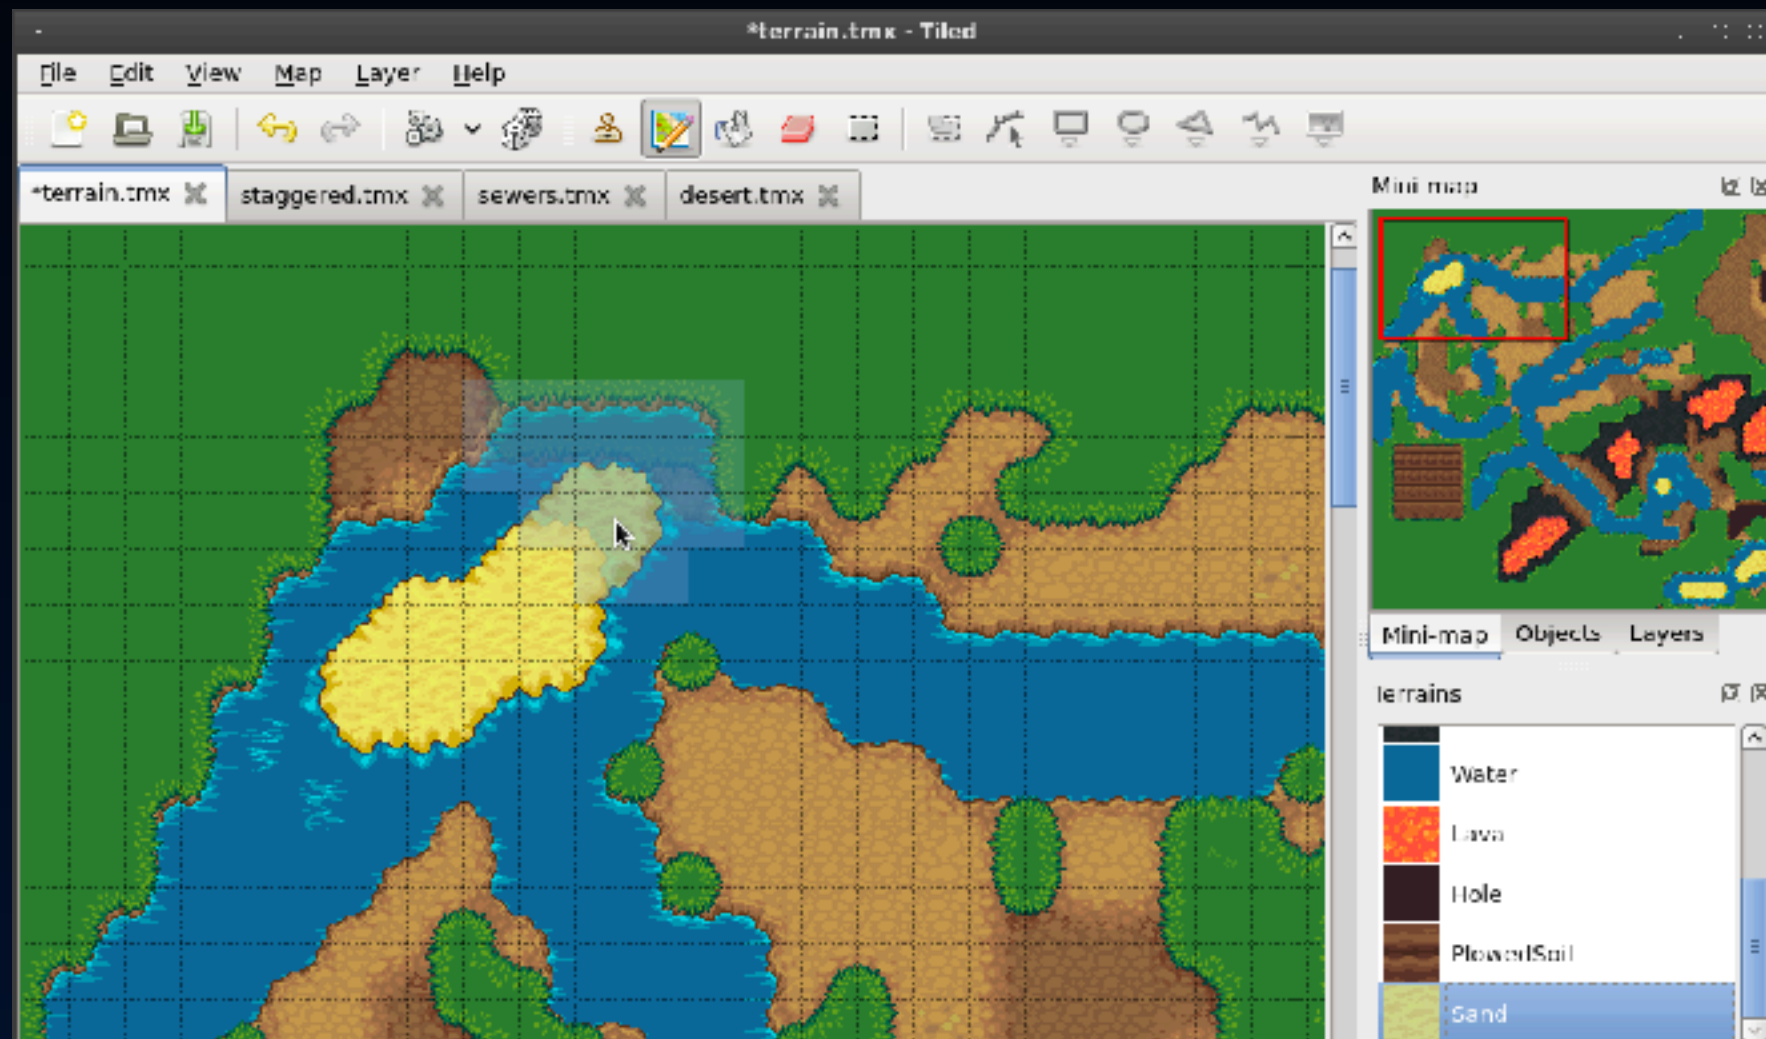 *terrain.tmx - Tiled
File Edit View Map Layer Help
*terrain.tmx staggered.tmx sewers.tmx desert.tmx
Mini map
Mini-map Objects Layers
Terrains
Water
Lava
Hole
PlowedSoil
Sand